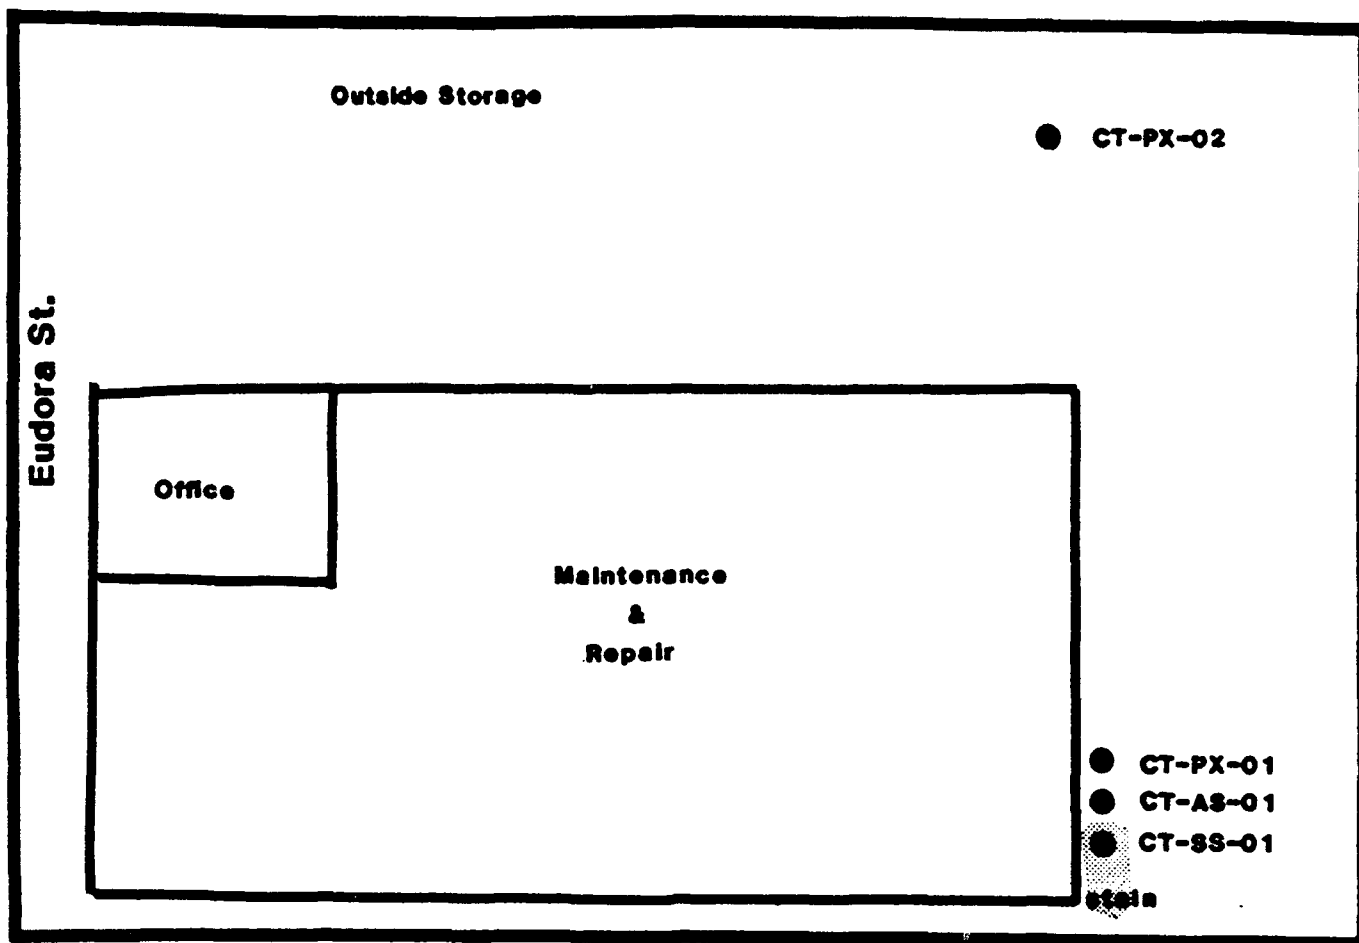 Outside Storage
CT-PX-02
Eudora St.
Office
Maintenance
&
Repair
CT-PX-01
CT-AS-01
CT-SS-01
stain